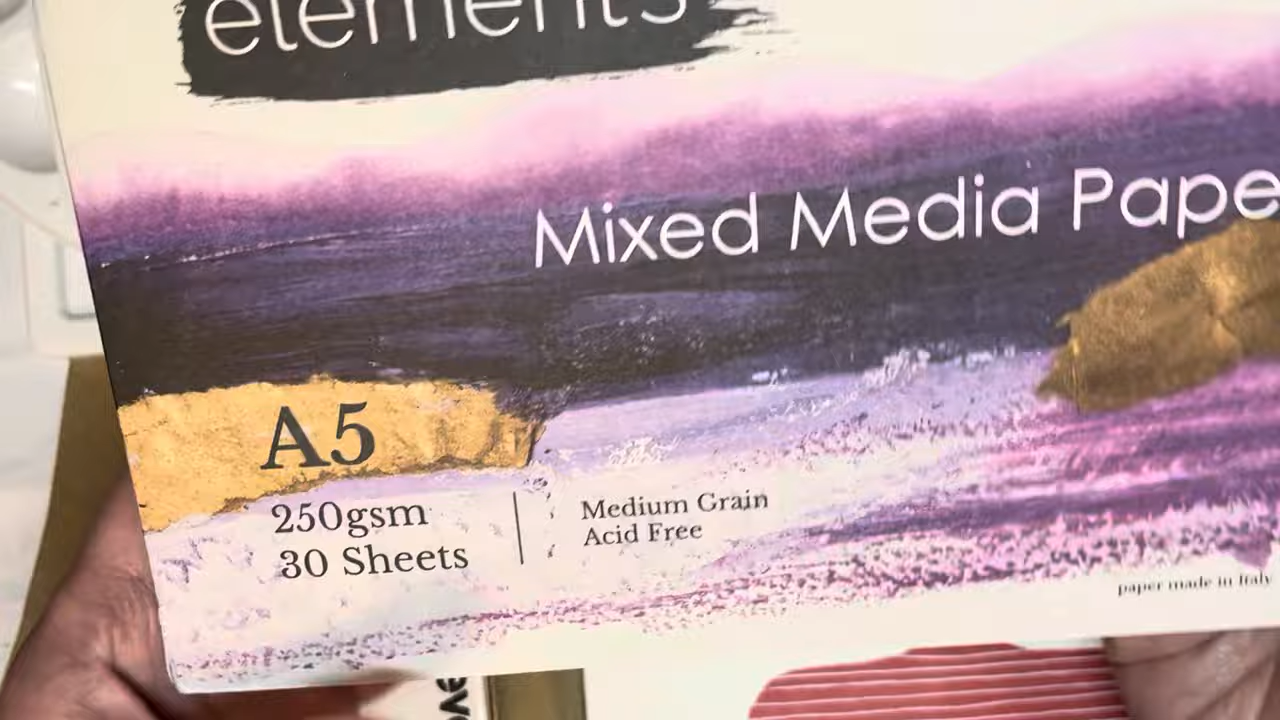 elements
Mixed Media Pape
A5
250gsm
30 Sheets
Medium Grain
Acid Free
paper made in Italy